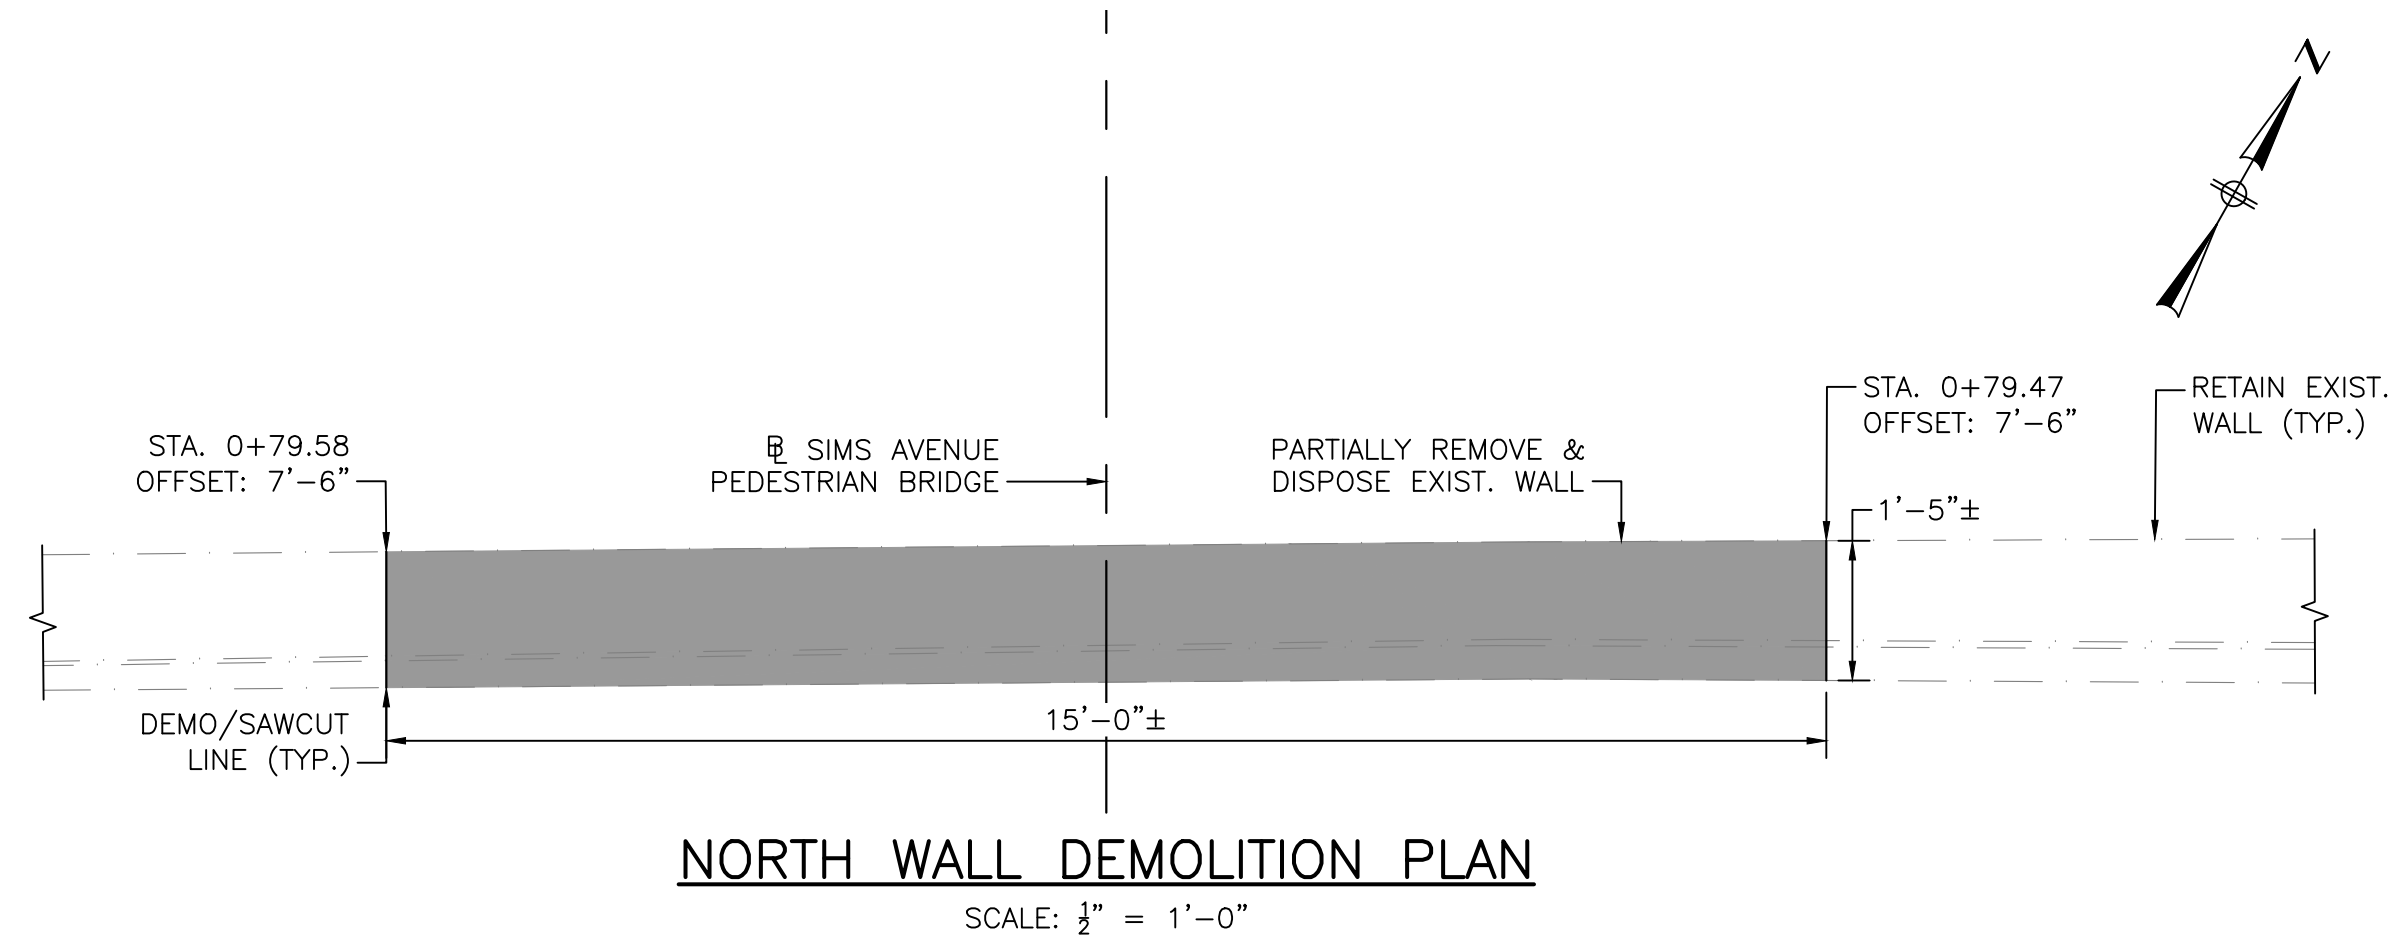 N
STA. 0+79.47
OFFSET: 7'-6"
RETAIN EXIST.
WALL (TYP.)
STA. 0+79.58
OFFSET: 7'-6"
BL SIMS AVENUE
PEDESTRIAN BRIDGE
PARTIALLY REMOVE &
DISPOSE EXIST. WALL
1'-5"±
DEMO/SAWCUT
LINE (TYP.)
15'-0"±
NORTH WALL DEMOLITION PLAN
SCALE: ½" = 1'-0"